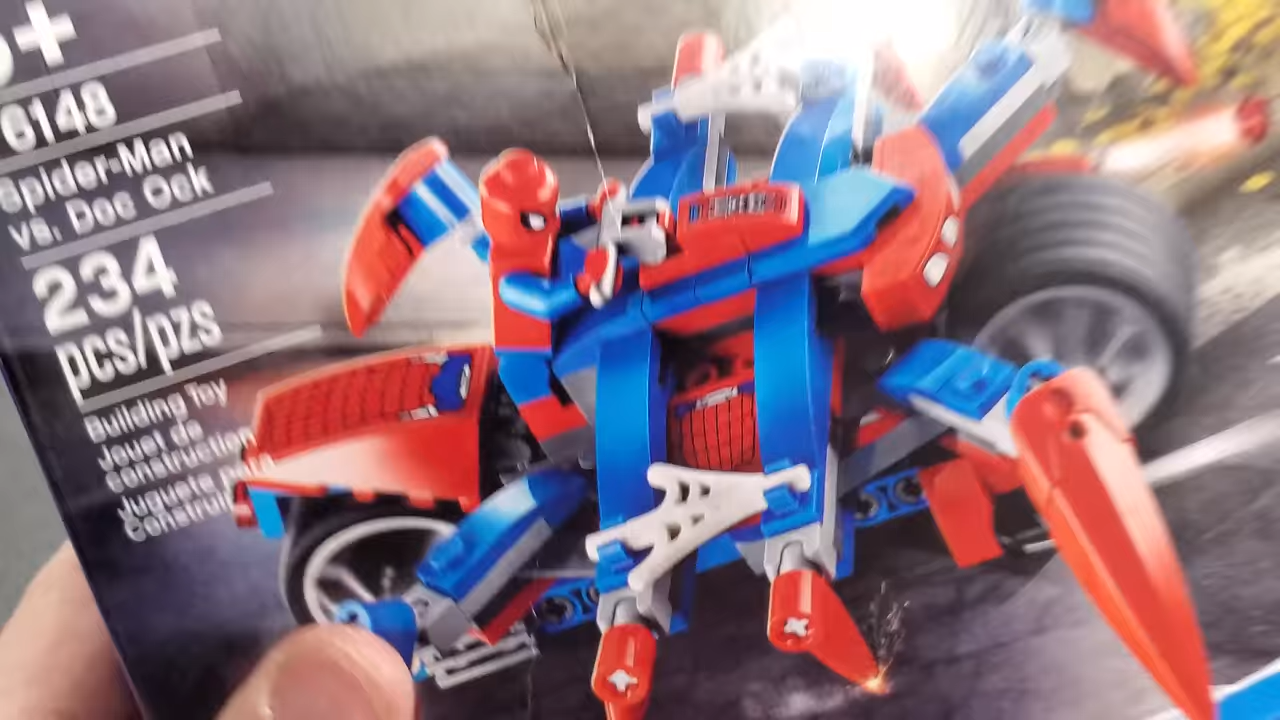 +
6148
Spider-Man
vs. Doc Ock
234
pcs/pzs
Building Toy
Jouet de
construction
Juguete para
Construir